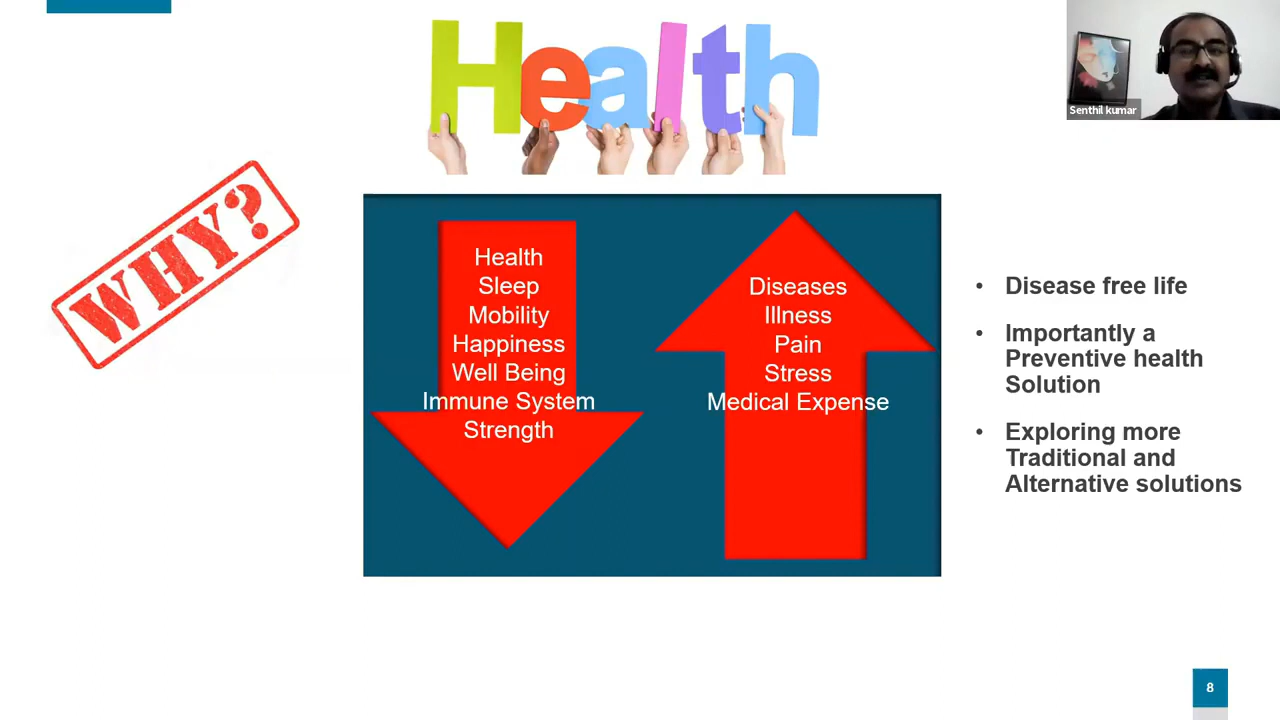 Health
Senthil kumar
WHY?
Health
Sleep
Mobility
Happiness
Well Being
Immune System
Strength
Diseases
Illness
Pain
Stress
Medical Expense
• Disease free life
• Importantly a
Preventive health
Solution
• Exploring more
Traditional and
Alternative solutions
8